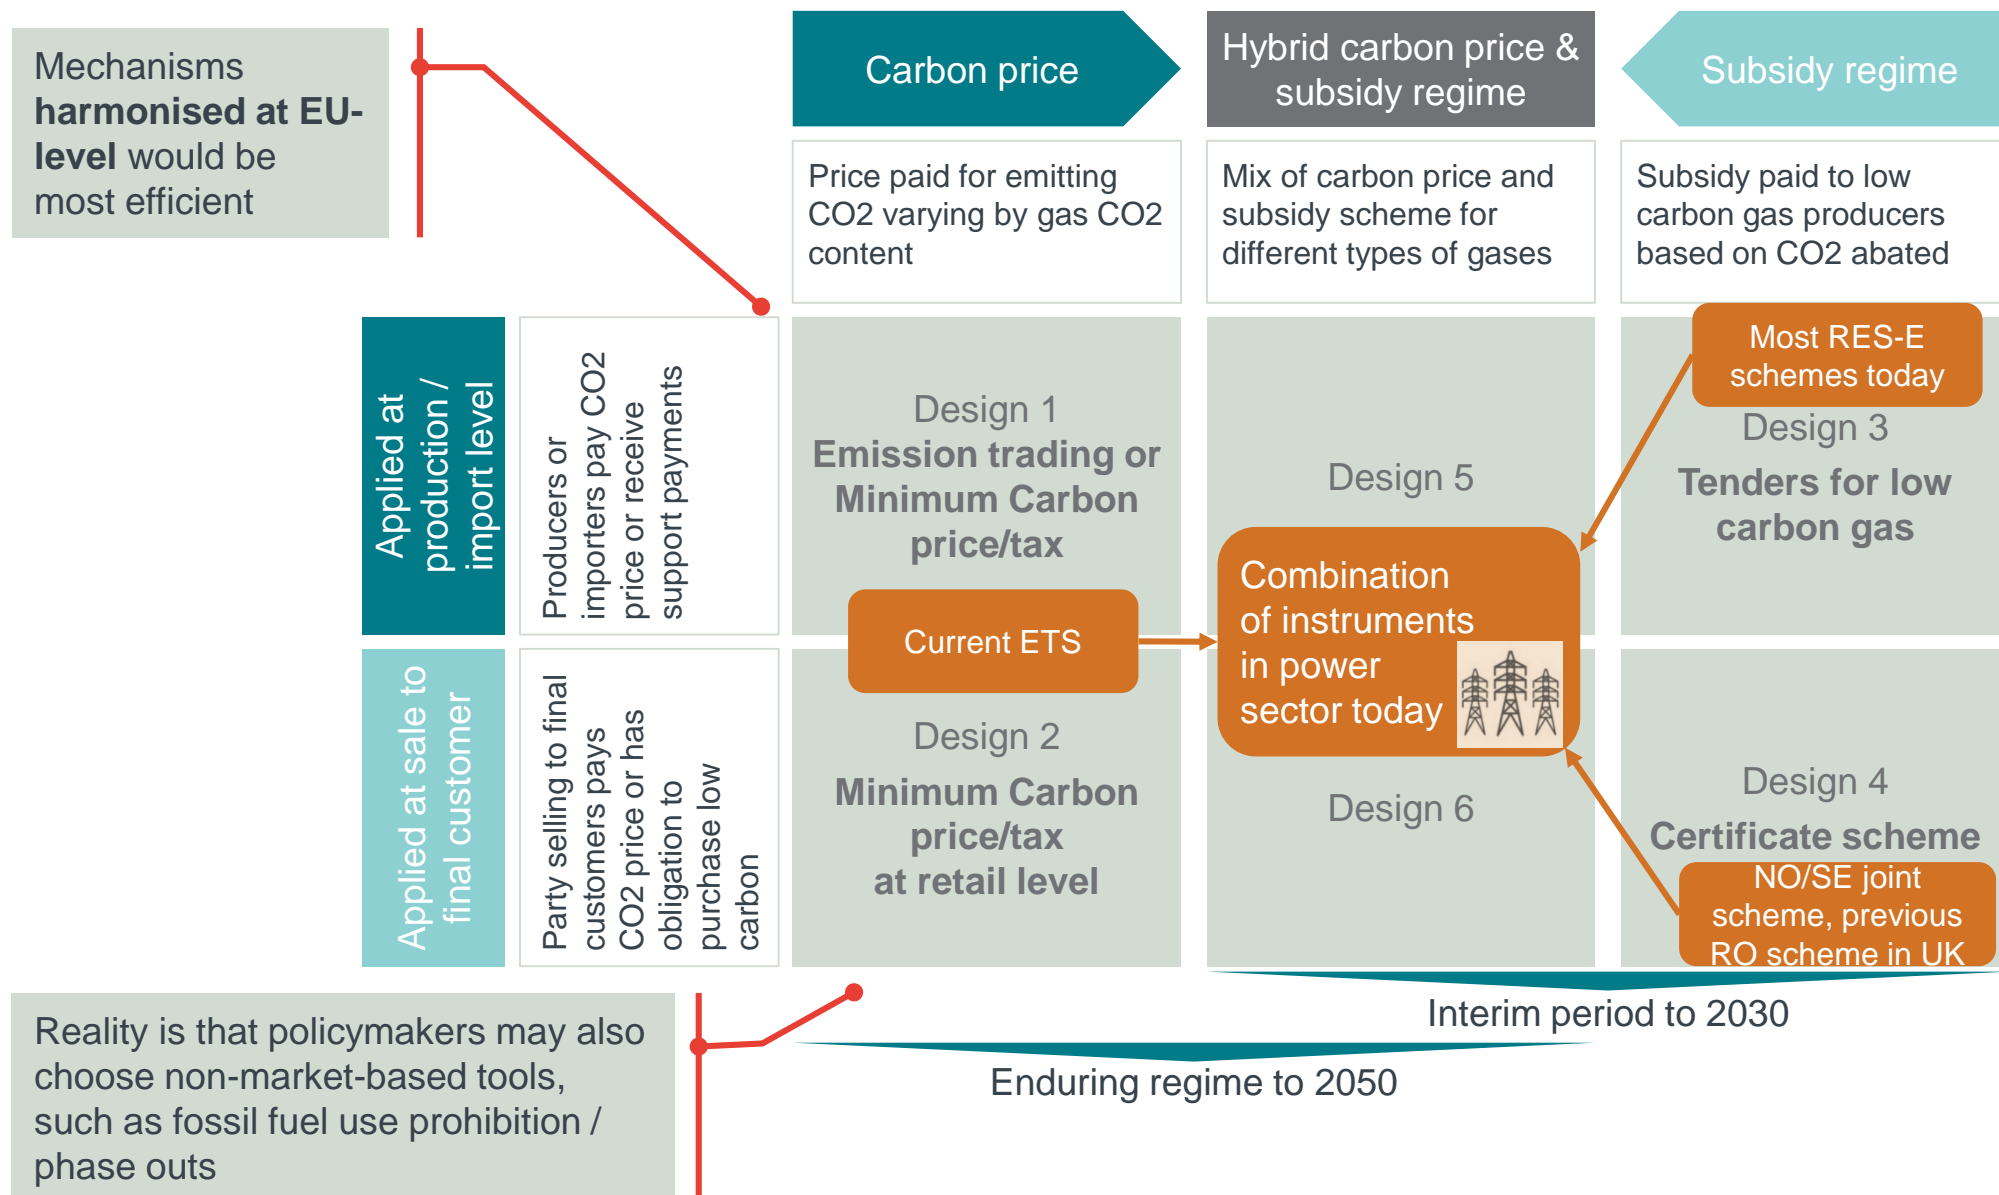 Mechanisms
harmonised at EU-
level would be
most efficient
Carbon price
Hybrid carbon price &
subsidy regime
Subsidy regime
Price paid for emitting
CO2 varying by gas CO2
content
Mix of carbon price and
subsidy scheme for
different types of gases
Subsidy paid to low
carbon gas producers
based on CO2 abated
Applied at
production /
import level
Producers or
importers pay CO2
price or receive
support payments
Design 1
Emission trading or
Minimum Carbon
price/tax
Design 5
Most RES-E
schemes today
Design 3
Tenders for low
carbon gas
Current ETS
Combination
of instruments
in power
sector today
Applied at sale to
final customer
Party selling to final
customers pays
CO2 price or has
obligation to
purchase low
carbon
Design 2
Minimum Carbon
price/tax
at retail level
Design 6
Design 4
Certificate scheme
NO/SE joint
scheme, previous
RO scheme in UK
Interim period to 2030
Enduring regime to 2050
Reality is that policymakers may also
choose non-market-based tools,
such as fossil fuel use prohibition /
phase outs